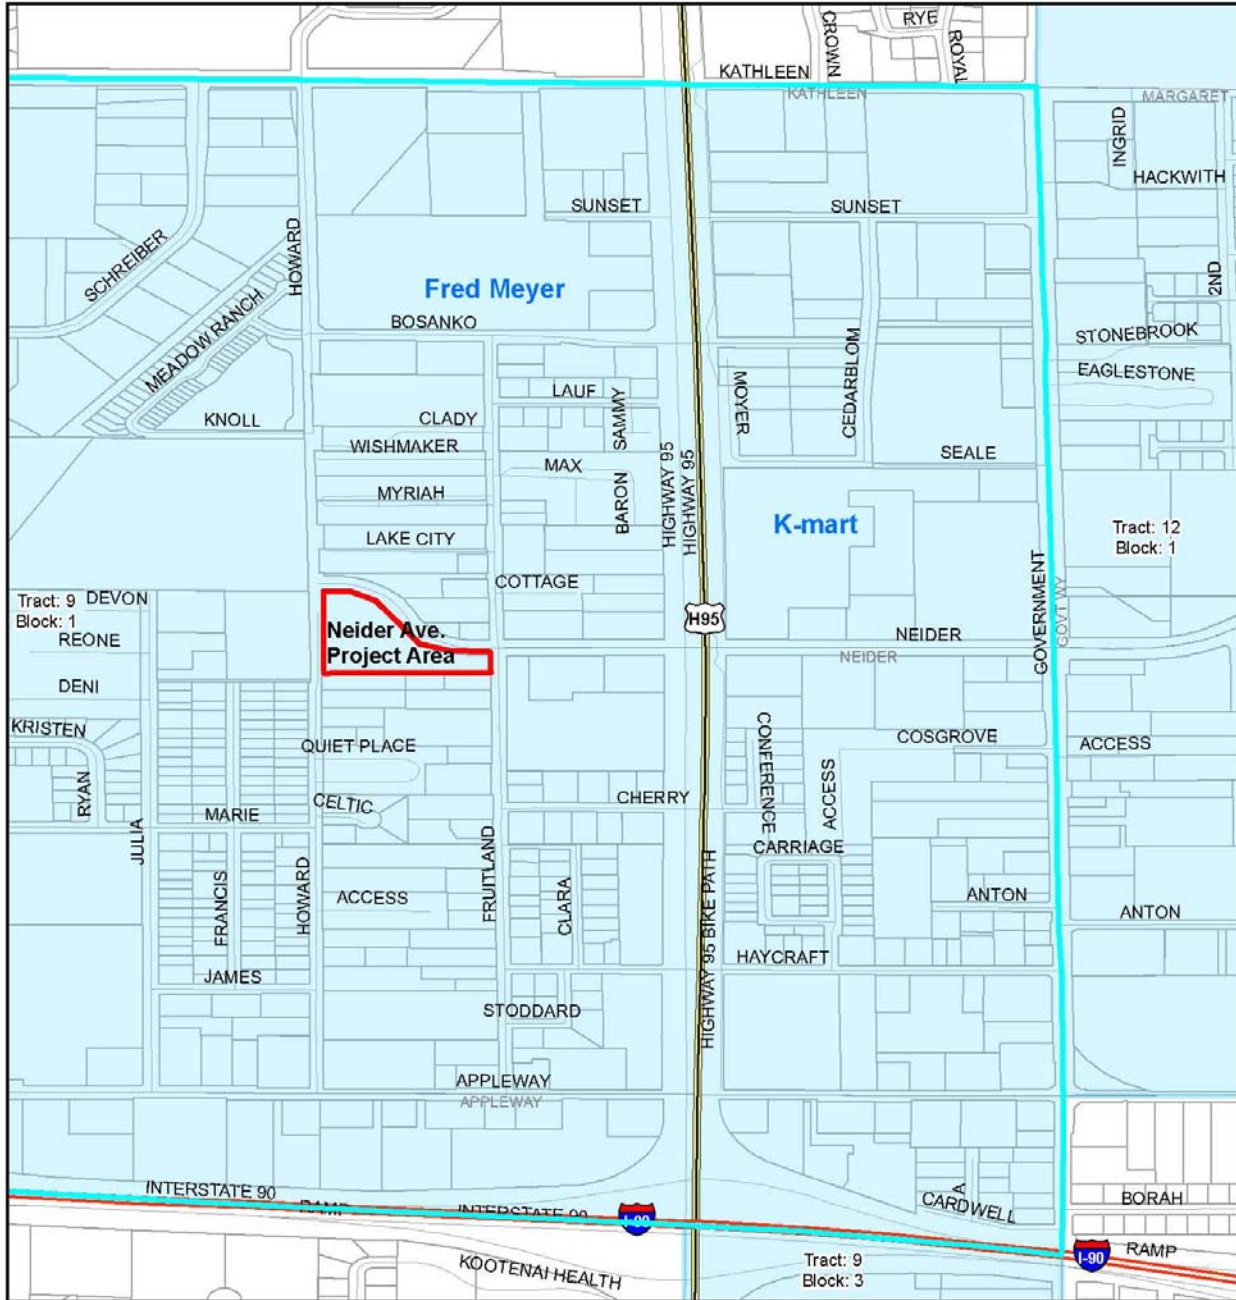 CROWN
RYE
ROYAL
KATHLEEN
KATHLEEN
MARGARET
INGRID
HACKWITH
SUNSET
SUNSET
SCHREIBER
HOWARD
2ND
Fred Meyer
MEADOW RANCH
BOSANKO
STONEBROOK
CEDARBLOM
EAGLESTONE
MOYER
LAUF
SAMMY
KNOLL
CLADY
WISHMAKER
SEALE
MAX
HIGHWAY 95
HIGHWAY 95
MYRIAH
BARON
K-mart
Tract: 12
Block: 1
LAKE CITY
COTTAGE
GOVERNMENT
GOVT WY
Tract: 9
Block: 1
DEVON
H95
Neider Ave.
Project Area
REONE
NEIDER
NEIDER
DENI
KRISTEN
QUIET PLACE
COSGROVE
ACCESS
CONFERENCE
ACCESS
RYAN
CELTIC
CHERRY
MARIE
JULIA
CARRIAGE
FRUITLAND
FRANCIS
HOWARD
ACCESS
CLARA
ANTON
ANTON
HIGHWAY 95 BIKE PATH
HAYCRAFT
JAMES
STODDARD
APPLEWAY
APPLEWAY
INTERSTATE 90
RAMP
INTERSTATE 90
I-90
A
CARDWELL
BORAH
I-90
RAMP
KOOTENAI HEALTH
Tract: 9
Block: 3